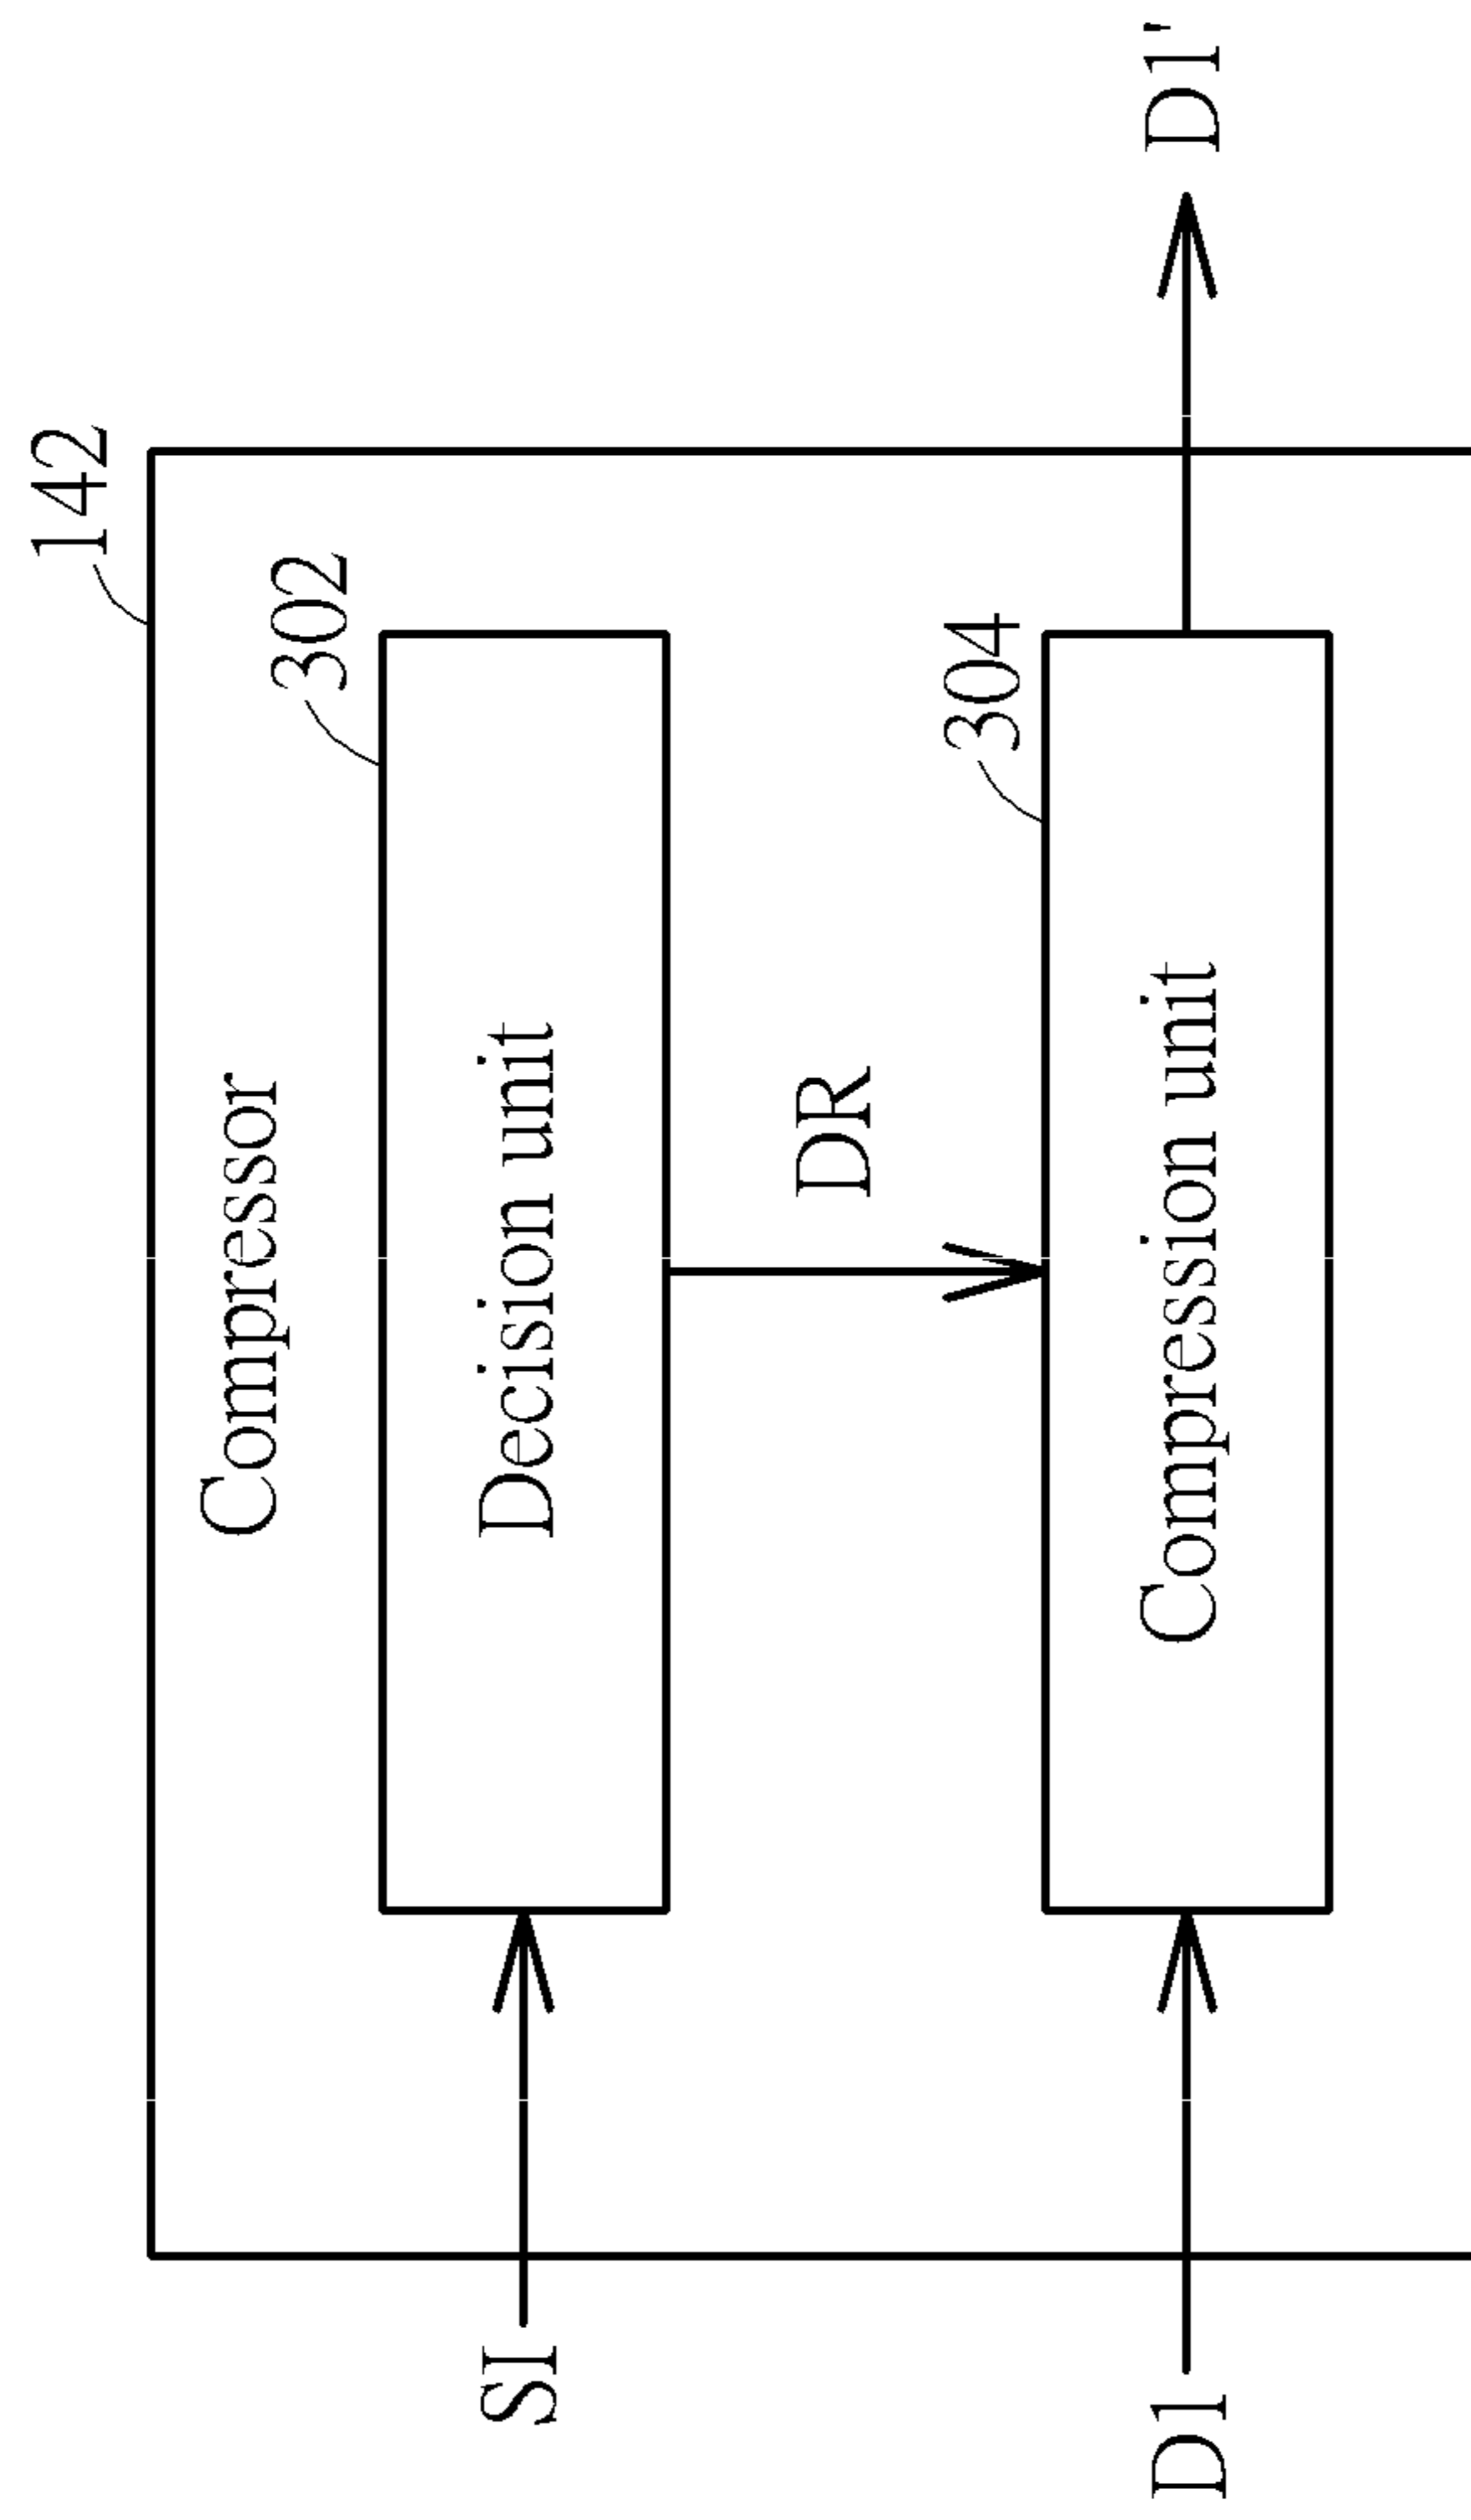 142
Compressor
302
SI
Decision unit
DR
304
D1
Compression unit
D1'